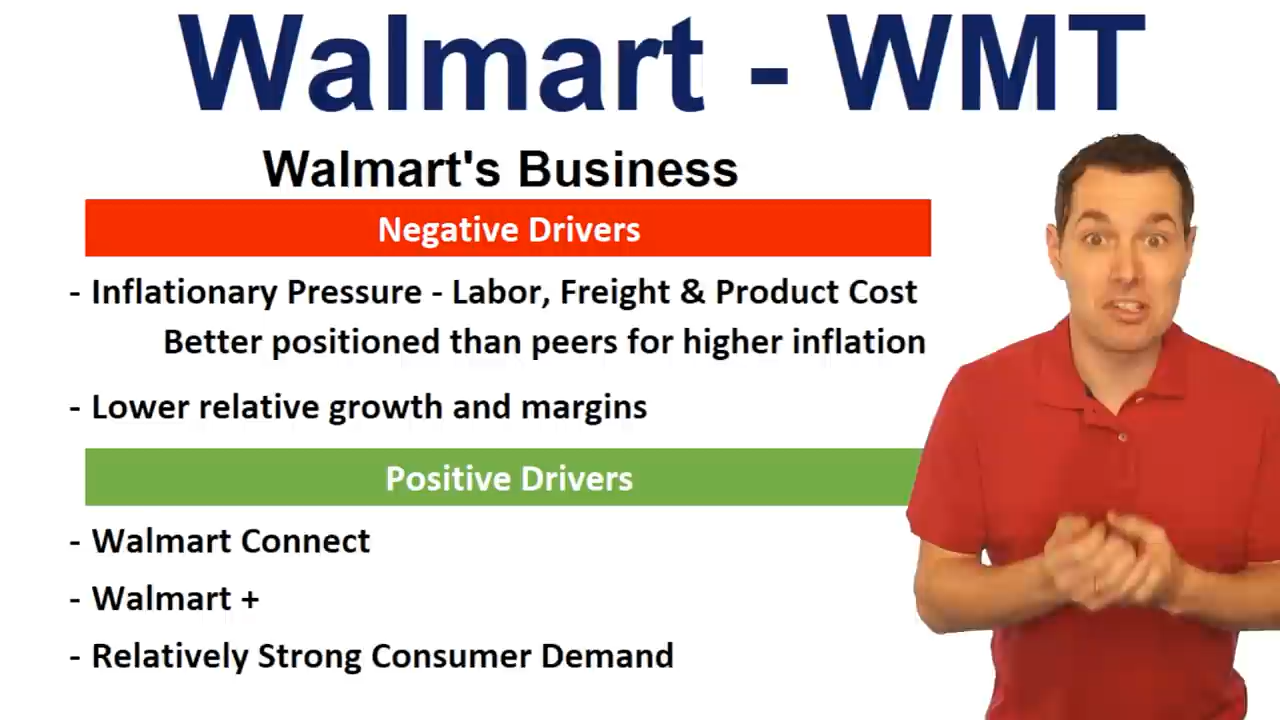 Walmart - WMT
Walmart's Business
Negative Drivers
- Inflationary Pressure - Labor, Freight & Product Cost
Better positioned than peers for higher inflation
- Lower relative growth and margins
Positive Drivers
- Walmart Connect
- Walmart +
- Relatively Strong Consumer Demand